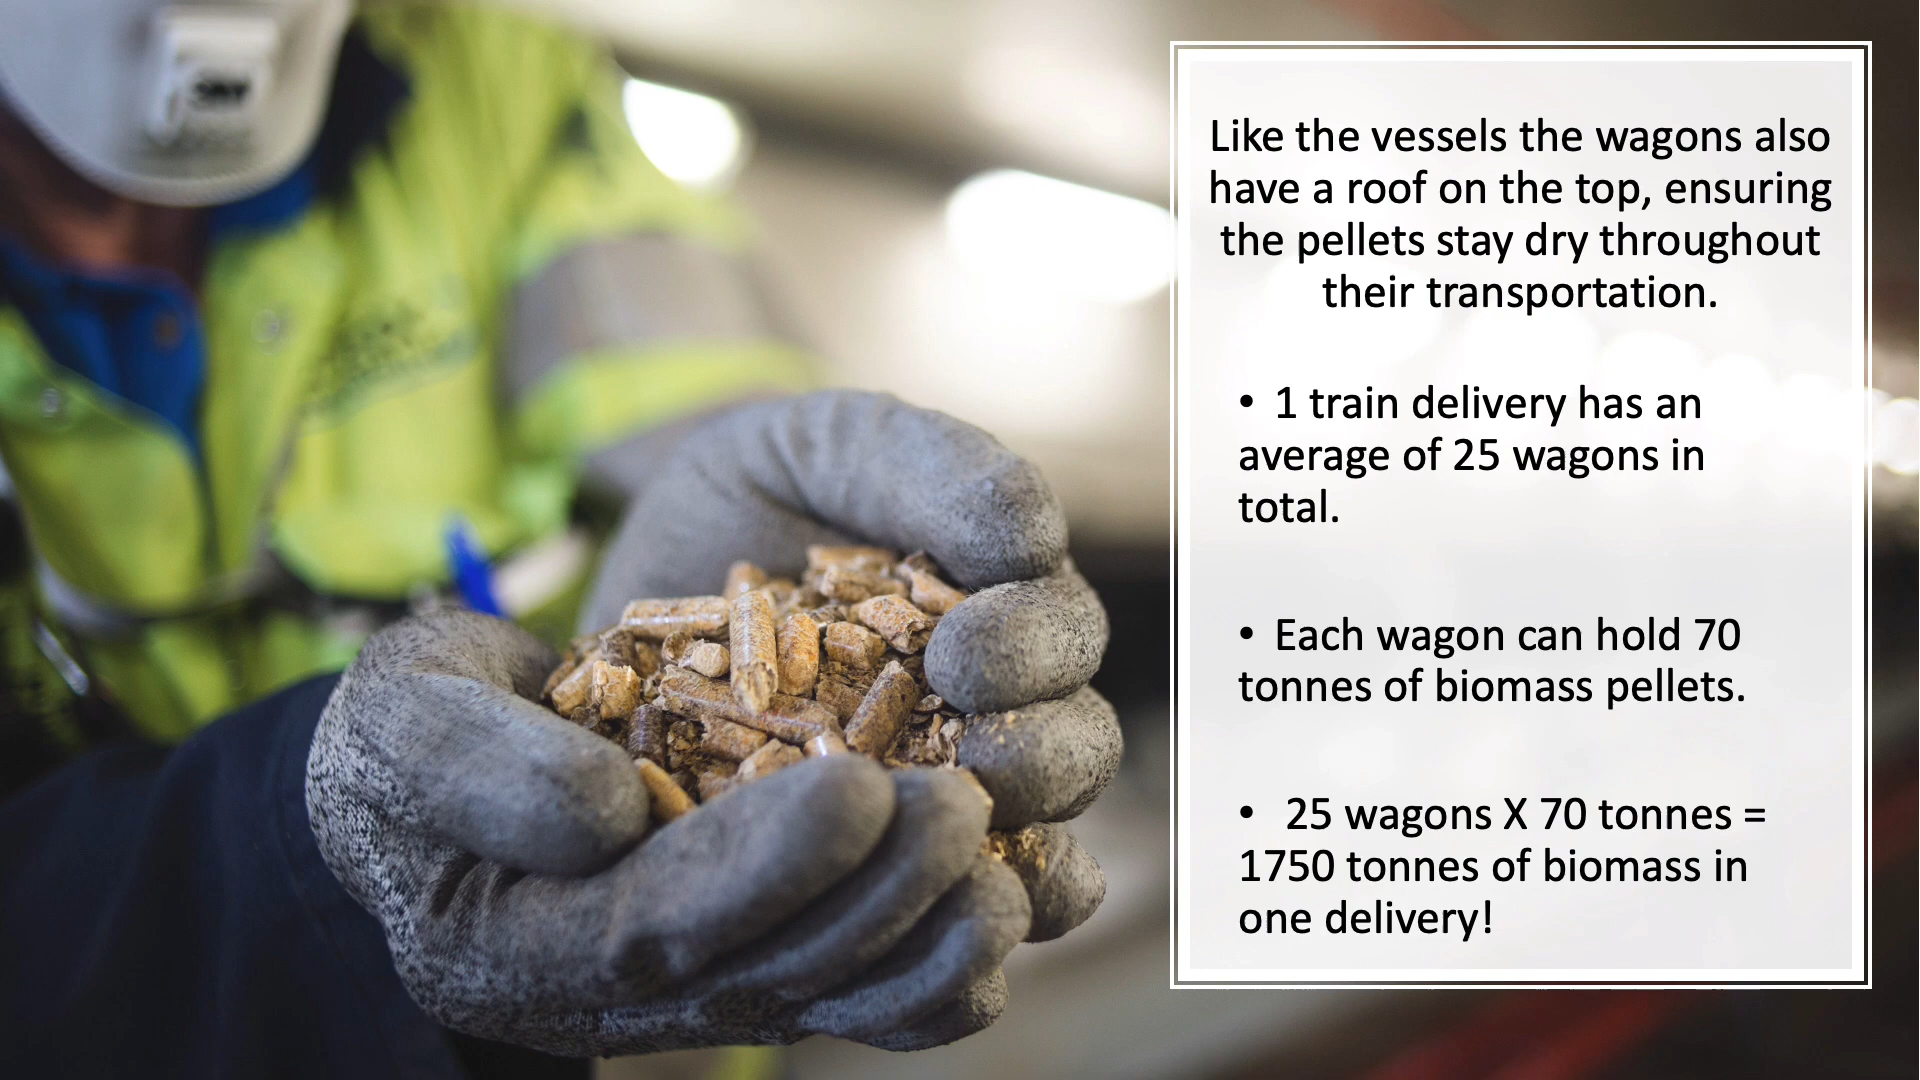 Like the vessels the wagons also
have a roof on the top, ensuring
the pellets stay dry throughout
their transportation.
• 1 train delivery has an
average of 25 wagons in
total.
• Each wagon can hold 70
tonnes of biomass pellets.
• 25 wagons X 70 tonnes =
1750 tonnes of biomass in
one delivery!